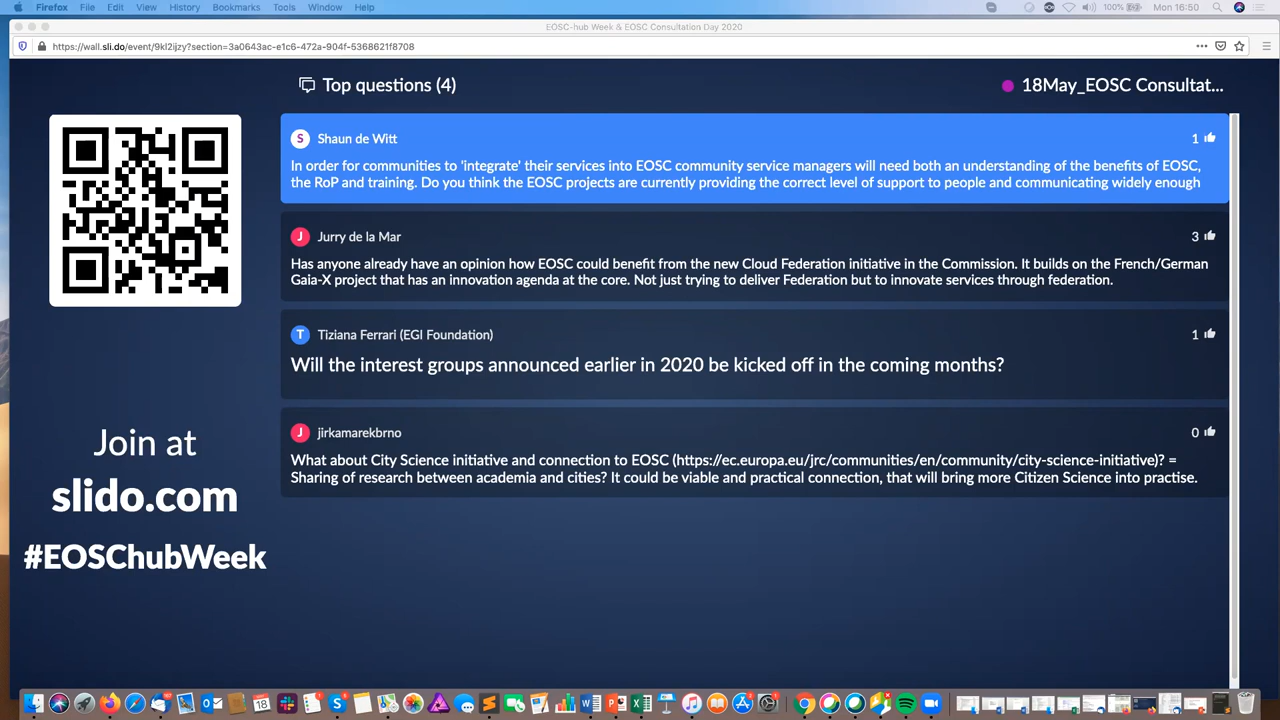 Firefox File Edit View History Bookmarks Tools Window Help 100% Mon 16:50
EOSC-hub Week & EOSC Consultation Day 2020
https://wall.sli.do/event/9kl2ijzy?section=3a0643ac-e1c6-472a-904f-5368621f8708
Top questions (4)
18May_EOSC Consultat...
S Shaun de Witt 1
In order for communities to 'integrate' their services into EOSC community service managers will need both an understanding of the benefits of EOSC,
the RoP and training. Do you think the EOSC projects are currently providing the correct level of support to people and communicating widely enough
J Jurry de la Mar 3
Has anyone already have an opinion how EOSC could benefit from the new Cloud Federation initiative in the Commission. It builds on the French/German
Gaia-X project that has an innovation agenda at the core. Not just trying to deliver Federation but to innovate services through federation.
T Tiziana Ferrari (EGI Foundation) 1
Will the interest groups announced earlier in 2020 be kicked off in the coming months?
J jirkamarekbrno 0
What about City Science initiative and connection to EOSC (https://ec.europa.eu/jrc/communities/en/community/city-science-initiative)? =
Sharing of research between academia and cities? It could be viable and practical connection, that will bring more Citizen Science into practise.
Join at
slido.com
#EOSChubWeek
18